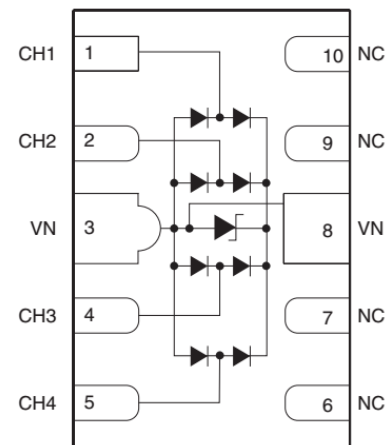 CH1 1 10 NC
CH2 2 9 NC
VN 3 8 VN
CH3 4 7 NC
CH4 5 6 NC